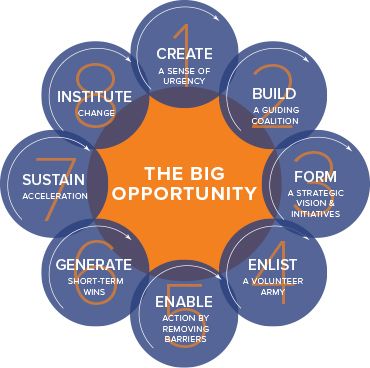 THE BIG
OPPORTUNITY
1
CREATE
A SENSE OF
URGENCY
2
BUILD
A GUIDING
COALITION
3
FORM
A STRATEGIC
VISION &
INITIATIVES
4
ENLIST
A VOLUNTEER
ARMY
5
ENABLE
ACTION BY
REMOVING
BARRIERS
6
GENERATE
SHORT-TERM
WINS
7
SUSTAIN
ACCELERATION
8
INSTITUTE
CHANGE